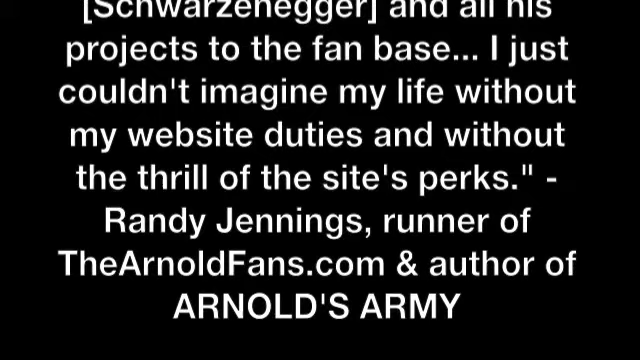 [Schwarzenegger] and all his
projects to the fan base... I just
couldn't imagine my life without
my website duties and without
the thrill of the site's perks." -
Randy Jennings, runner of
TheArnoldFans.com & author of
ARNOLD'S ARMY